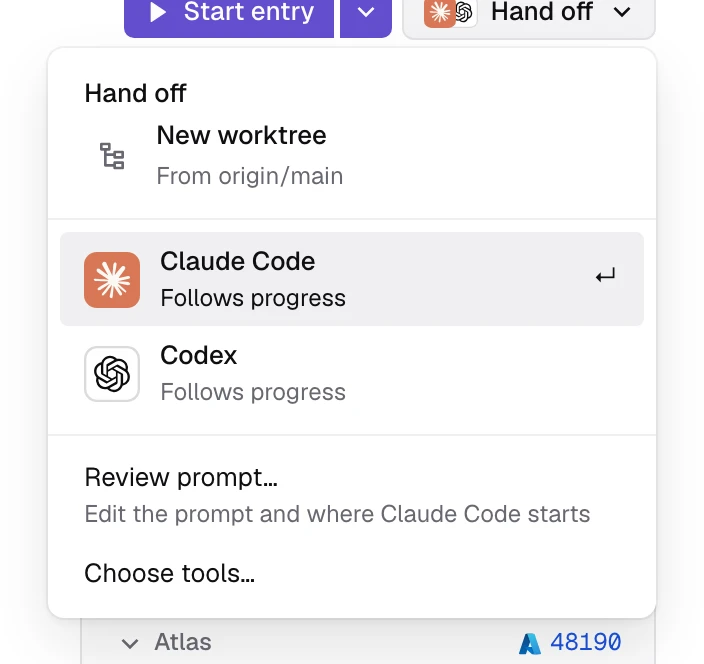 Start entry
Hand off
Hand off
New worktree
From origin/main
Claude Code
Follows progress
Codex
Follows progress
Review prompt…
Edit the prompt and where Claude Code starts
Choose tools…
Atlas
48190